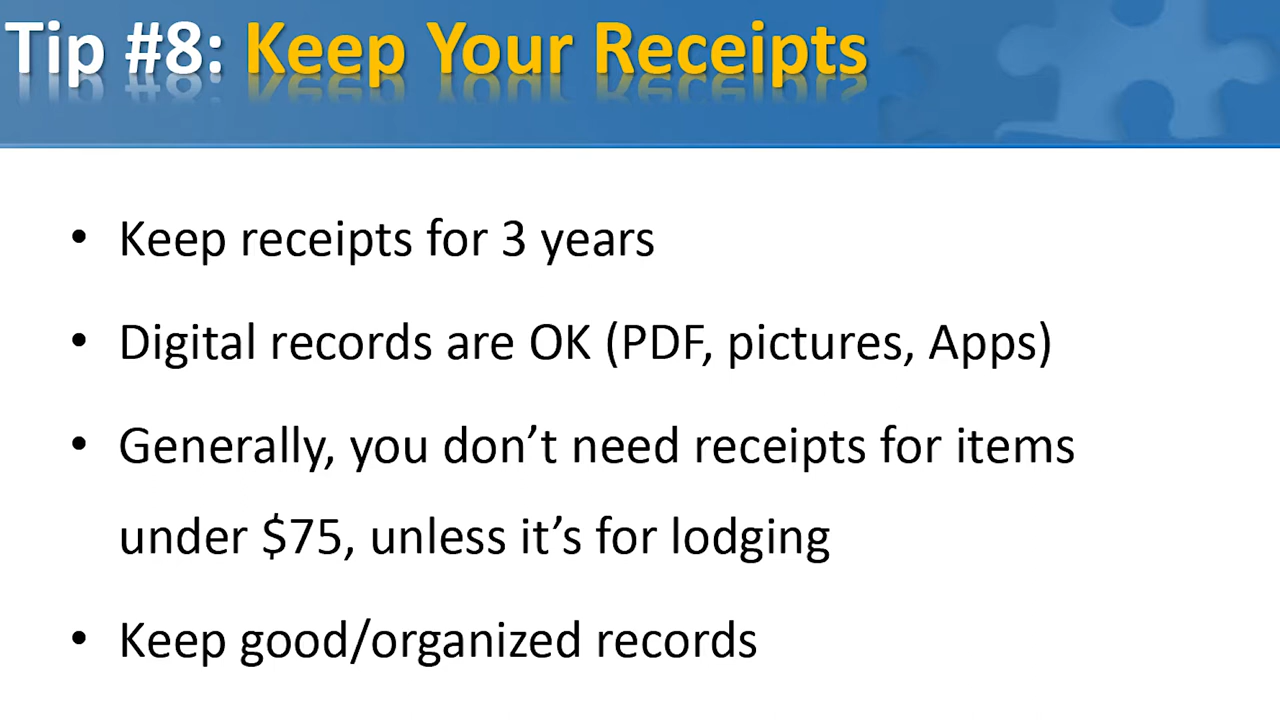 Tip #8: Keep Your Receipts
• Keep receipts for 3 years
• Digital records are OK (PDF, pictures, Apps)
• Generally, you don’t need receipts for items
under $75, unless it’s for lodging
• Keep good/organized records